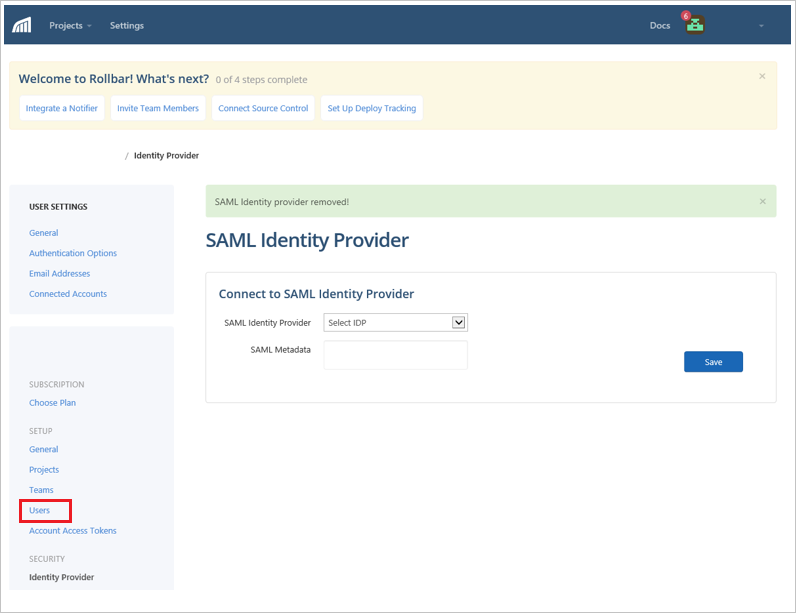 Projects Settings Docs 6
Welcome to Rollbar! What's next? 0 of 4 steps complete
Integrate a Notifier Invite Team Members Connect Source Control Set Up Deploy Tracking
/ Identity Provider
USER SETTINGS
General
Authentication Options
Email Addresses
Connected Accounts
SUBSCRIPTION
Choose Plan
SETUP
General
Projects
Teams
Users
Account Access Tokens
SECURITY
Identity Provider
SAML Identity provider removed!
SAML Identity Provider
Connect to SAML Identity Provider
SAML Identity Provider Select IDP
SAML Metadata
Save